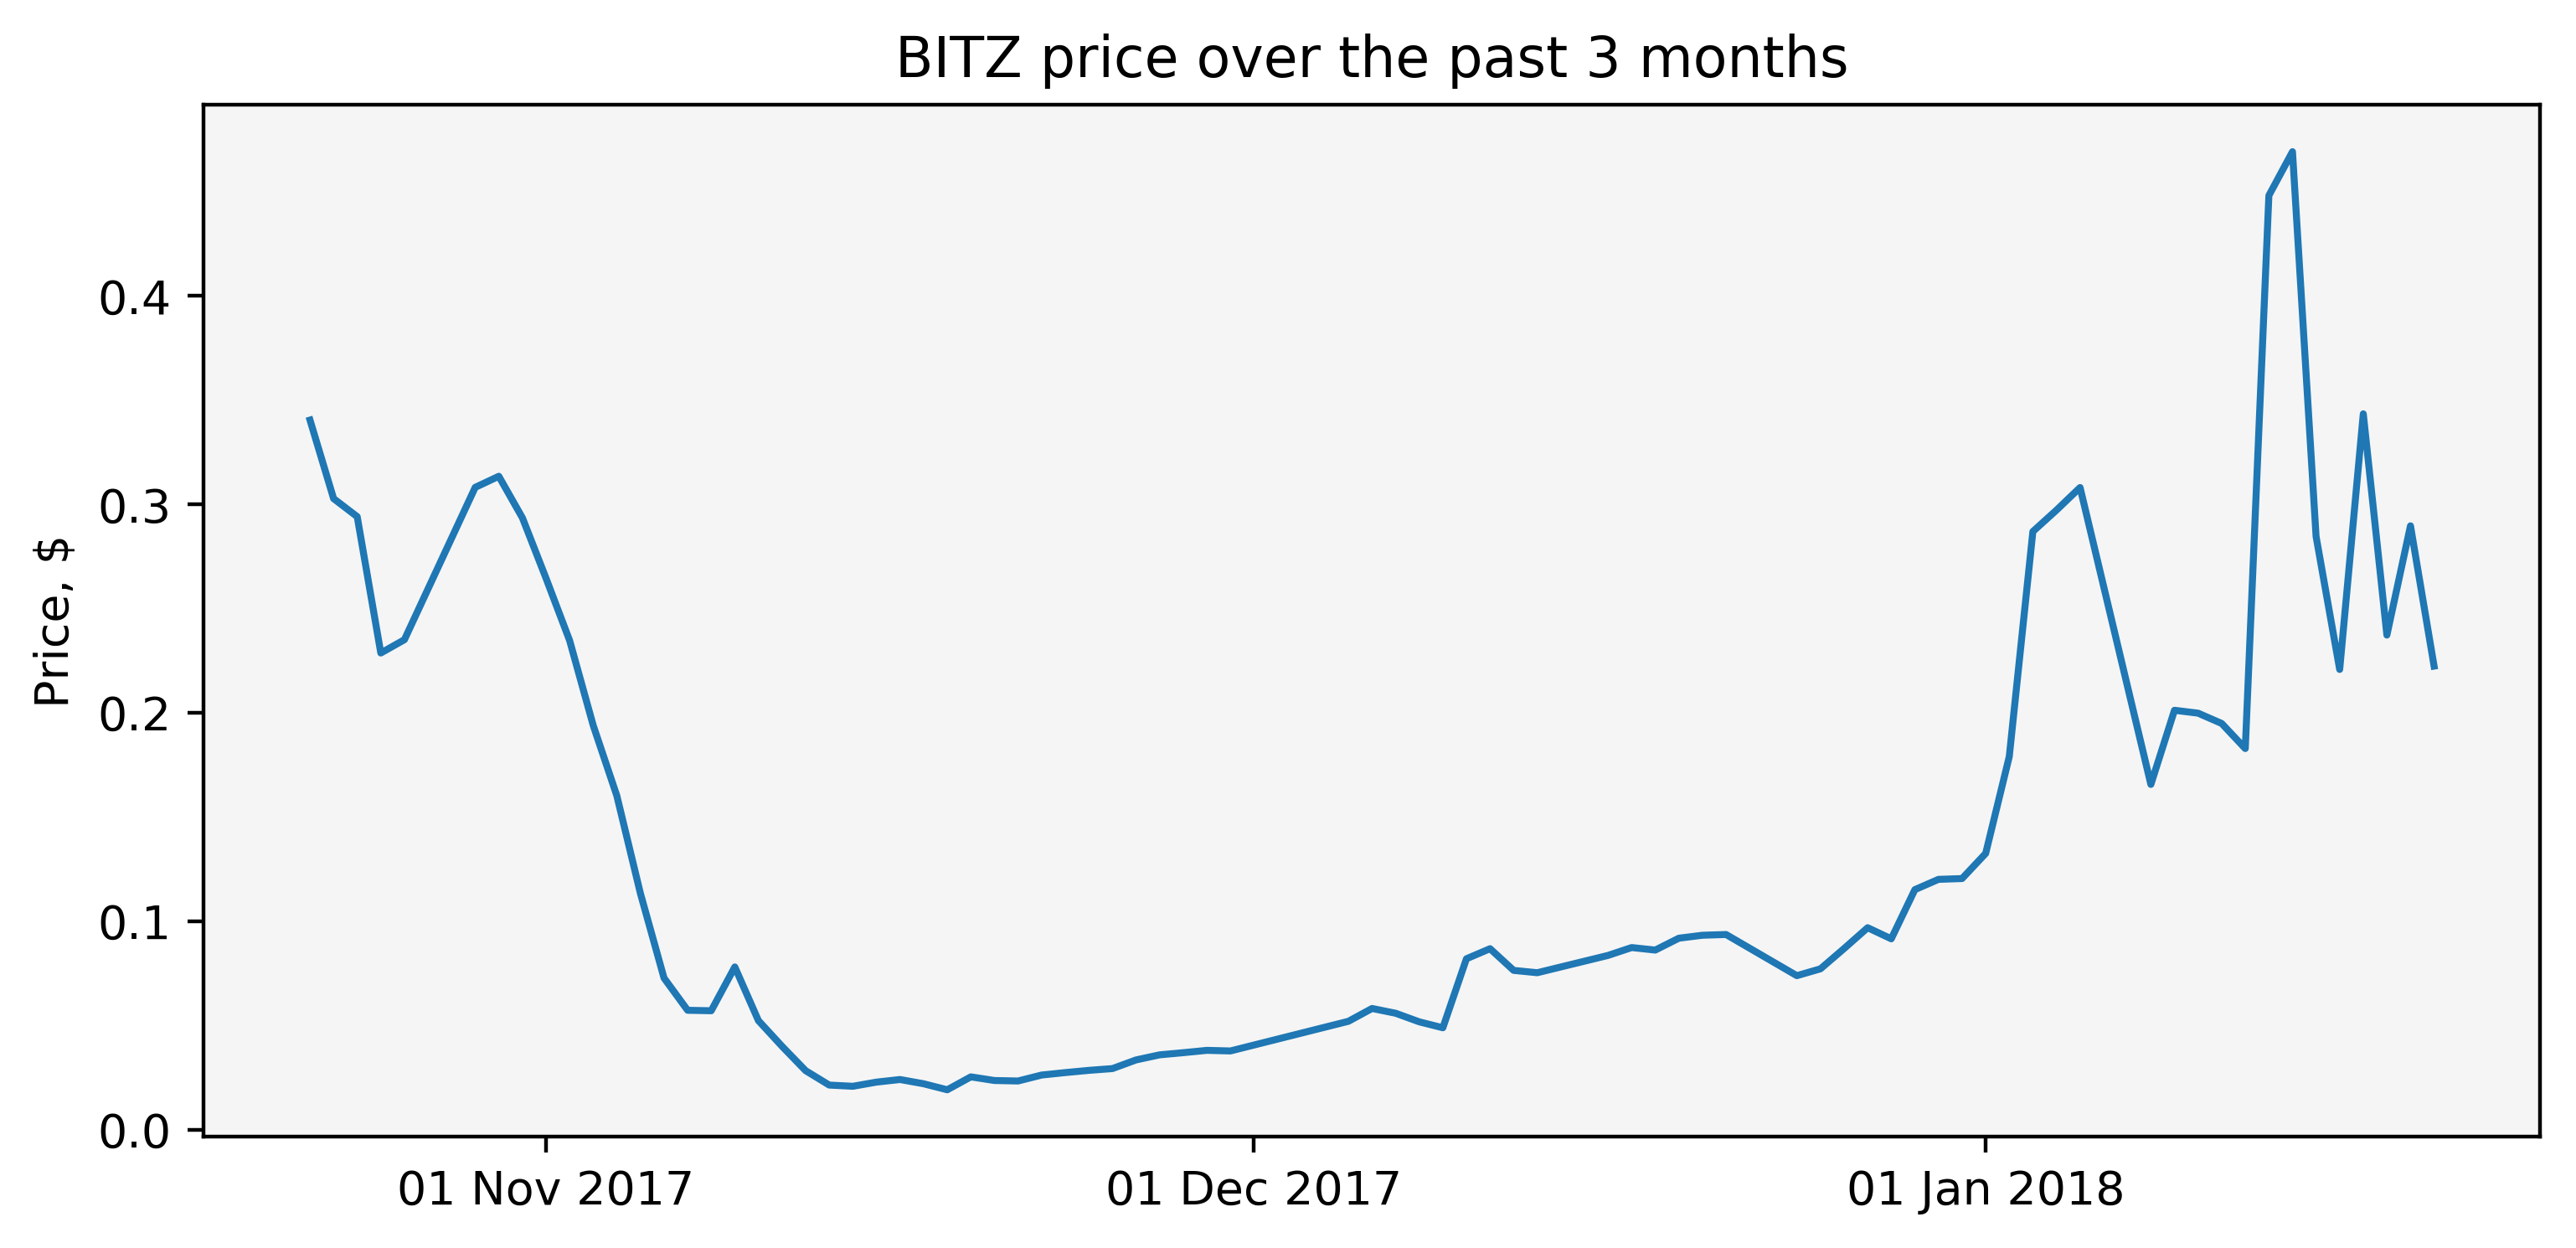 BITZ price over the past 3 months
Price, $
0.4
0.3
0.2
0.1
0.0
01 Nov 2017
01 Dec 2017
01 Jan 2018